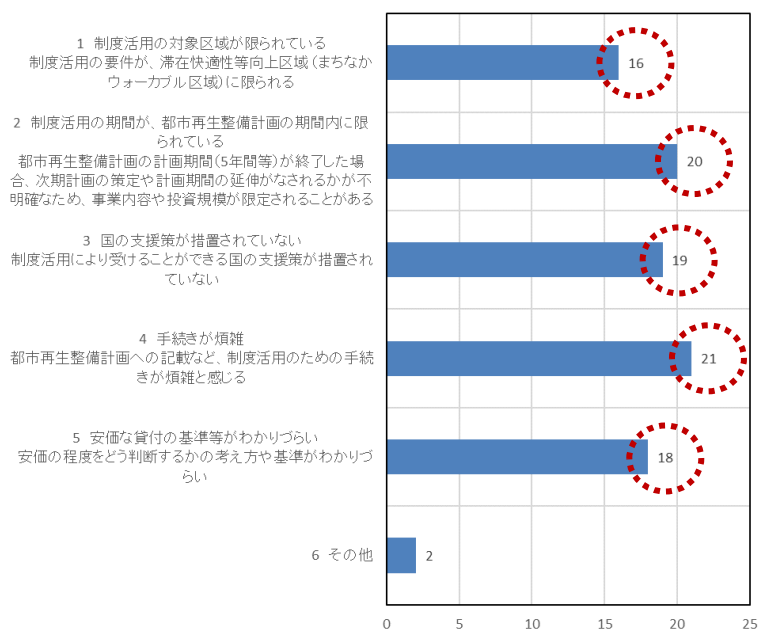 1 制度活用の対象区域が限られている
制度活用の要件が、滞在快適性等向上区域(まちなか
ウォーカブル区域)に限られる
16
2 制度活用の期間が、都市再生整備計画の期間内に限
られている
都市再生整備計画の計画期間(5年間等)が終了した場
合、次期計画の策定や計画期間の延伸がなされるかが不
明確なため、事業内容や投資規模が限定されることがある
20
3 国の支援策が措置されていない
制度活用により受けることができる国の支援策が措置され
ていない
19
4 手続きが煩雑
都市再生整備計画への記載など、制度活用のための手続
きが煩雑と感じる
21
5 安価な貸付の基準等がわかりづらい
安価の程度をどう判断するかの考え方や基準がわかりづ
らい
18
6 その他
2
0 5 10 15 20 25